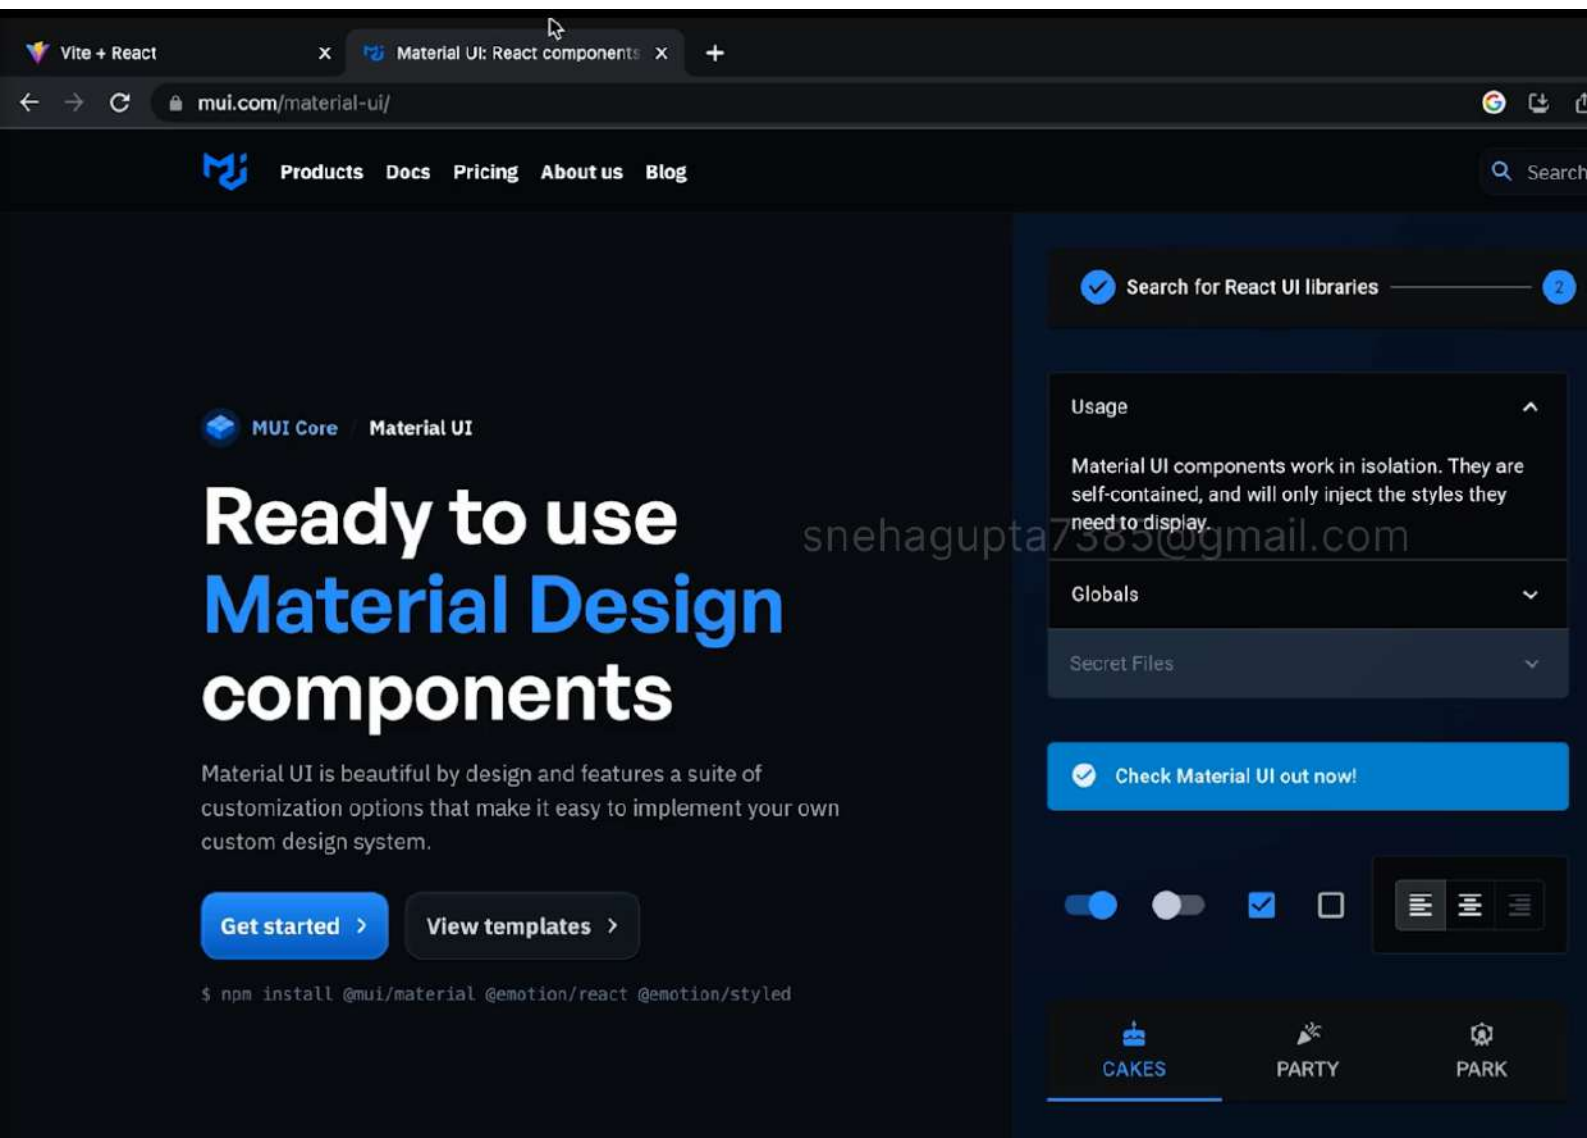 Vite + React
Material UI: React components
mui.com/material-ui/
Products Docs Pricing About us Blog
Search
Search for React UI libraries
2
Usage
Material UI components work in isolation. They are
self-contained, and will only inject the styles they
need to display.
Globals
Secret Files
Check Material UI out now!
CAKES PARTY PARK
MUI Core / Material UI
Ready to use
Material Design
components
Material UI is beautiful by design and features a suite of
customization options that make it easy to implement your own
custom design system.
Get started > View templates >
$ npm install @mui/material @emotion/react @emotion/styled
snehagupta7385@gmail.com